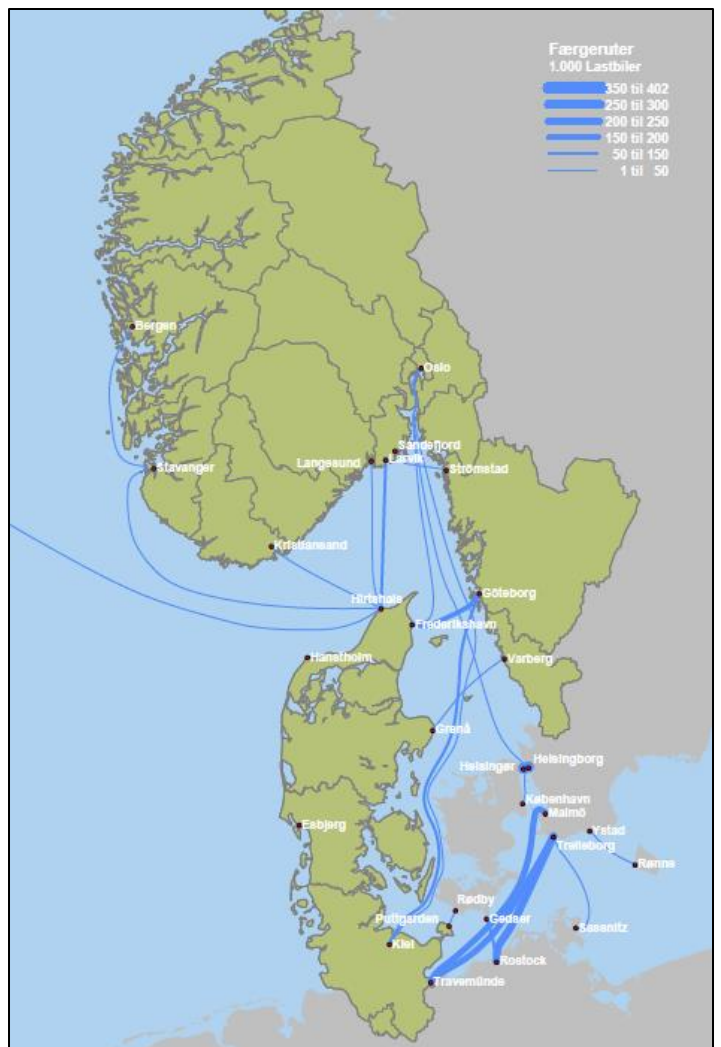 Færgeruter
1.000 Lastbiler
350 til 402
250 til 300
200 til 250
150 til 200
50 til 150
1 til 50
Bergen
Oslo
Sandefjord
Langesund
Larvik
Strömstad
Stavanger
Kristiansand
Hirtshals
Göteborg
Frederikshavn
Hanstholm
Varberg
Grenå
Helsingør
Helsingborg
København
Malmö
Esbjerg
Ystad
Trelleborg
Rønne
Rødby
Puttgarden
Gedser
Sassnitz
Kiel
Rostock
Travemünde